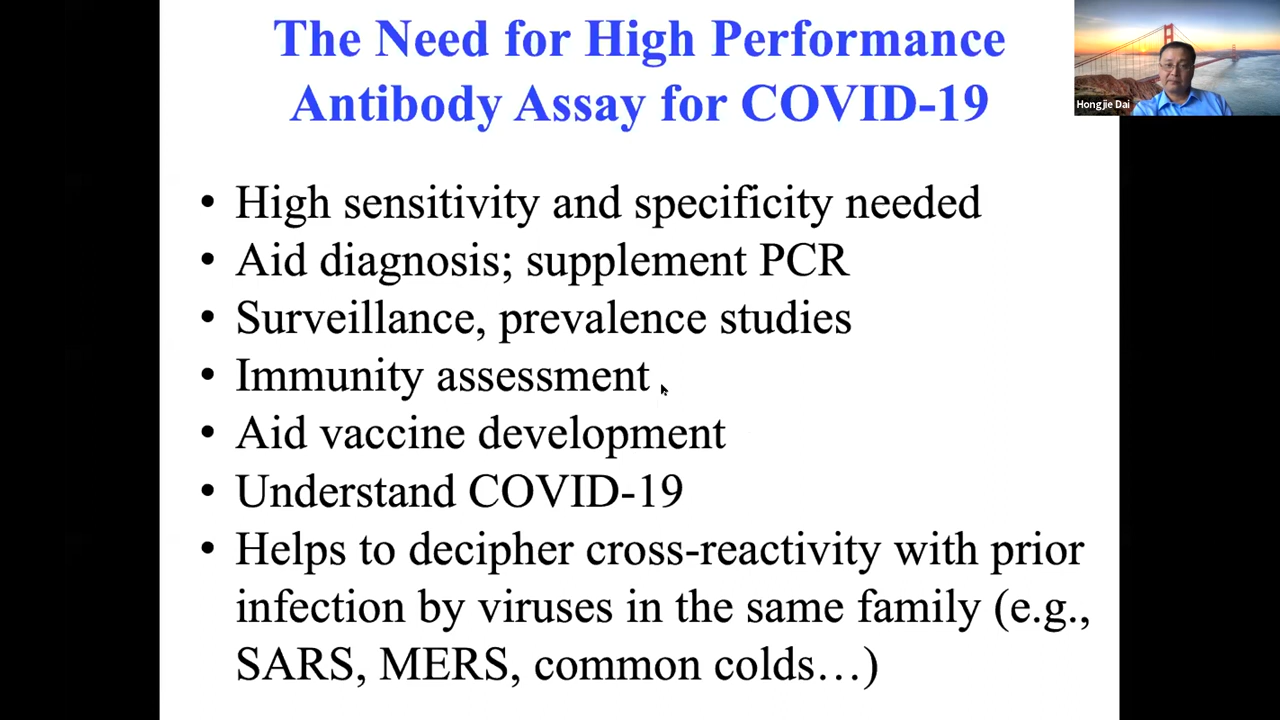 The Need for High Performance
Antibody Assay for COVID-19
Hongjie Dai
• High sensitivity and specificity needed
• Aid diagnosis; supplement PCR
• Surveillance, prevalence studies
• Immunity assessment
• Aid vaccine development
• Understand COVID-19
• Helps to decipher cross-reactivity with prior
infection by viruses in the same family (e.g.,
SARS, MERS, common colds…)